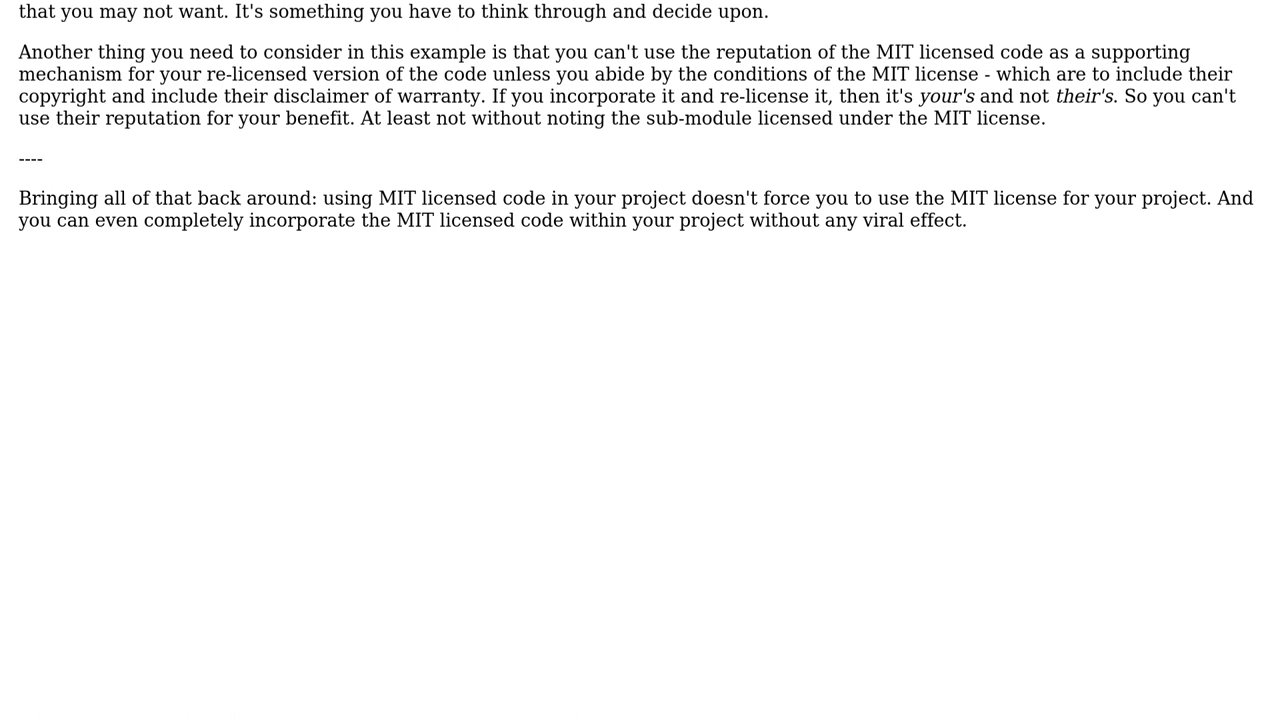 that you may not want. It's something you have to think through and decide upon.
Another thing you need to consider in this example is that you can't use the reputation of the MIT licensed code as a supporting
mechanism for your re-licensed version of the code unless you abide by the conditions of the MIT license - which are to include their
copyright and include their disclaimer of warranty. If you incorporate it and re-license it, then it's your's and not their's. So you can't
use their reputation for your benefit. At least not without noting the sub-module licensed under the MIT license.
----
Bringing all of that back around: using MIT licensed code in your project doesn't force you to use the MIT license for your project. And
you can even completely incorporate the MIT licensed code within your project without any viral effect.